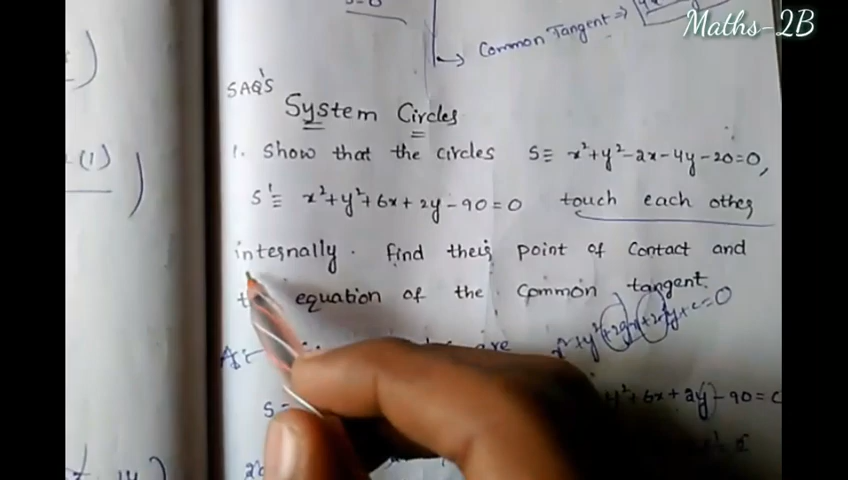 Maths-2B
Common Tangent ⇒
(1)
SAQ'S
System Circles
1. Show that the circles S≡ x²+y²-2x-4y-20=0,
S'≡ x²+y²+6x+2y-90=0 touch each other
internally. Find their point of Contact and
equation of the Common tangent.
x²+y²+2gx+2fy+c=0
A:- are
y²+6x+2y-90=0
S